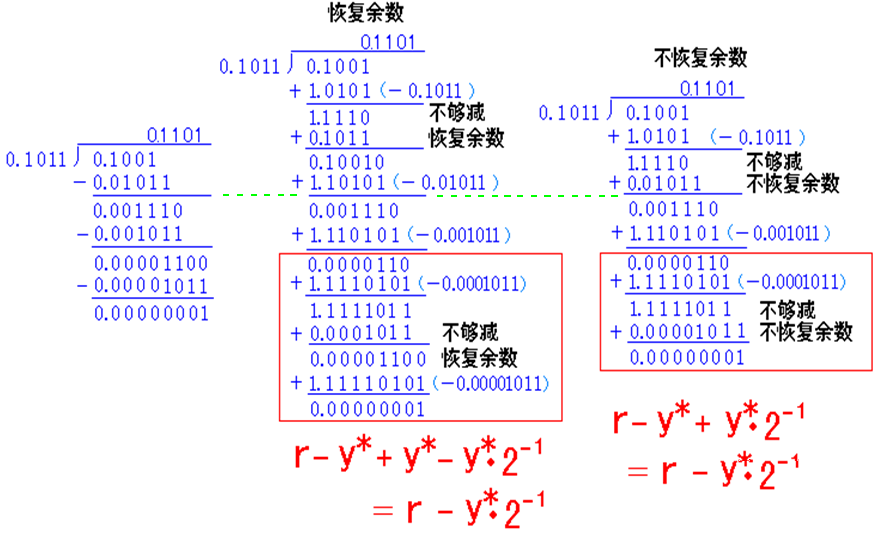 0.1101
0.1011 0.1001
-0.01011
0.001110
-0.001011
0.00001100
-0.00001011
0.00000001
恢复余数
0.1101
0.1011 0.1001
+1.0101(-0.1011)
1.1110 不够减
+0.1011 恢复余数
0.10010
+1.10101(-0.01011)
0.001110
+1.110101(-0.001011)
0.0000110
+1.1110101(-0.0001011)
1.1111011
+0.0001011 不够减
0.00001100 恢复余数
+1.11110101(-0.00001011)
0.00000001
r-y*+y*-y*·2⁻¹
=r-y*·2⁻¹
不恢复余数
0.1101
0.1011 0.1001
+1.0101 (-0.1011)
1.1110 不够减
+0.01011 不恢复余数
0.001110
+1.110101(-0.001011)
0.0000110
+1.1110101(-0.0001011)
1.1111011 不够减
+0.00001011 不恢复余数
0.00000001
r-y*+y*·2⁻¹
=r-y*·2⁻¹